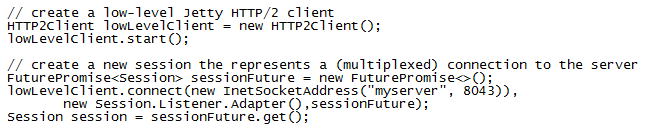 // create a low-level Jetty HTTP/2 client
HTTP2Client lowLevelClient = new HTTP2Client();
lowLevelClient.start();

// create a new session the represents a (multiplexed) connection to the server
FuturePromise<Session> sessionFuture = new FuturePromise<>();
lowLevelClient.connect(new InetSocketAddress("myserver", 8043)),
        new Session.Listener.Adapter(),sessionFuture);
Session session = sessionFuture.get();